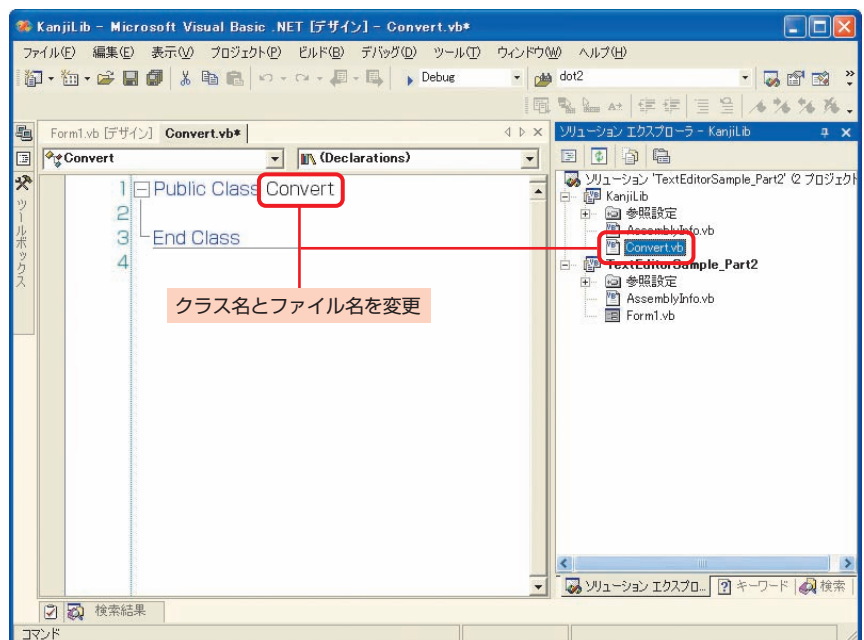 KanjiLib - Microsoft Visual Basic .NET [デザイン] - Convert.vb*
ファイル(F) 編集(E) 表示(V) プロジェクト(P) ビルド(B) デバッグ(D) ツール(T) ウィンドウ(W) ヘルプ(H)
Debug dot2
Form1.vb [デザイン] Convert.vb*
Convert (Declarations)
ツールボックス
1 Public Class Convert
2
3 End Class
4
クラス名とファイル名を変更
ソリューション エクスプローラ - KanjiLib
ソリューション 'TextEditorSample_Part2' (2 プロジェクト
KanjiLib
参照設定
AssemblyInfo.vb
Convert.vb
TextEditorSample_Part2
参照設定
AssemblyInfo.vb
Form1.vb
ソリューション エクスプロ... キーワード 検索
検索結果
コマンド